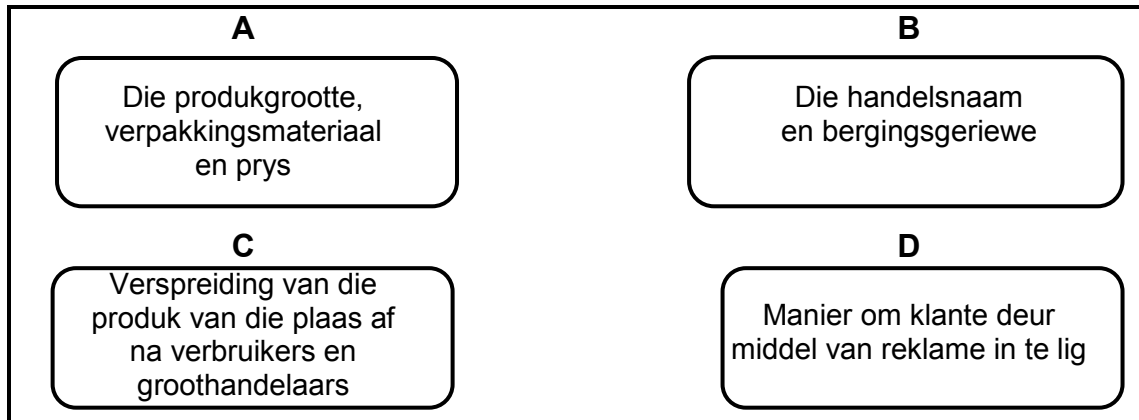 A
Die produkgrootte,
verpakkingsmateriaal
en prys
B
Die handelsnaam
en bergingsgeriewe
C
Verspreiding van die
produk van die plaas af
na verbruikers en
groothandelaars
D
Manier om klante deur
middel van reklame in te lig